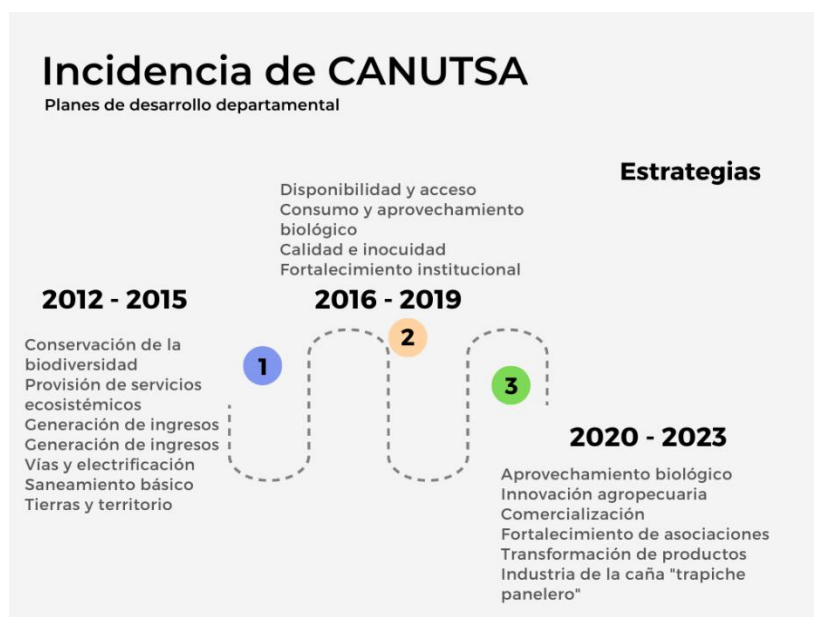 Incidencia de CANUTSA
Planes de desarrollo departamental
Estrategias
Disponibilidad y acceso
Consumo y aprovechamiento
biológico
Calidad e inocuidad
Fortalecimiento institucional
2012 - 2015
2016 - 2019
Conservación de la
biodiversidad
Provisión de servicios
ecosistémicos
Generación de ingresos
Generación de ingresos
Vías y electrificación
Saneamiento básico
Tierras y territorio
1
2
3
2020 - 2023
Aprovechamiento biológico
Innovación agropecuaria
Comercialización
Fortalecimiento de asociaciones
Transformación de productos
Industria de la caña "trapiche
panelero"